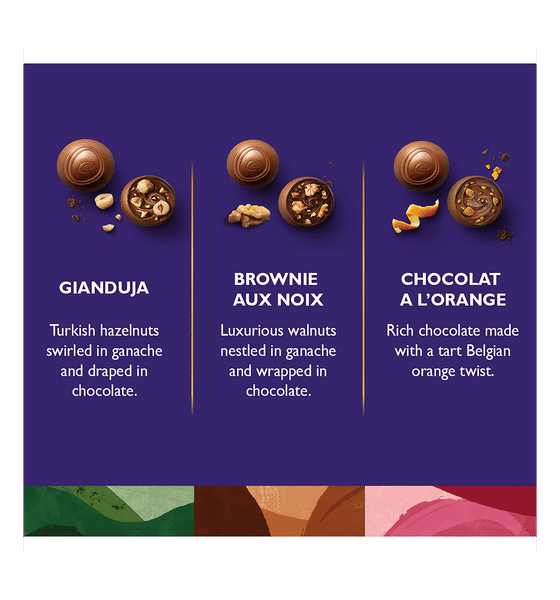 GIANDUJA
Turkish hazelnuts
swirled in ganache
and draped in
chocolate.
BROWNIE
AUX NOIX
Luxurious walnuts
nestled in ganache
and wrapped in
chocolate.
CHOCOLAT
A L’ORANGE
Rich chocolate made
with a tart Belgian
orange twist.